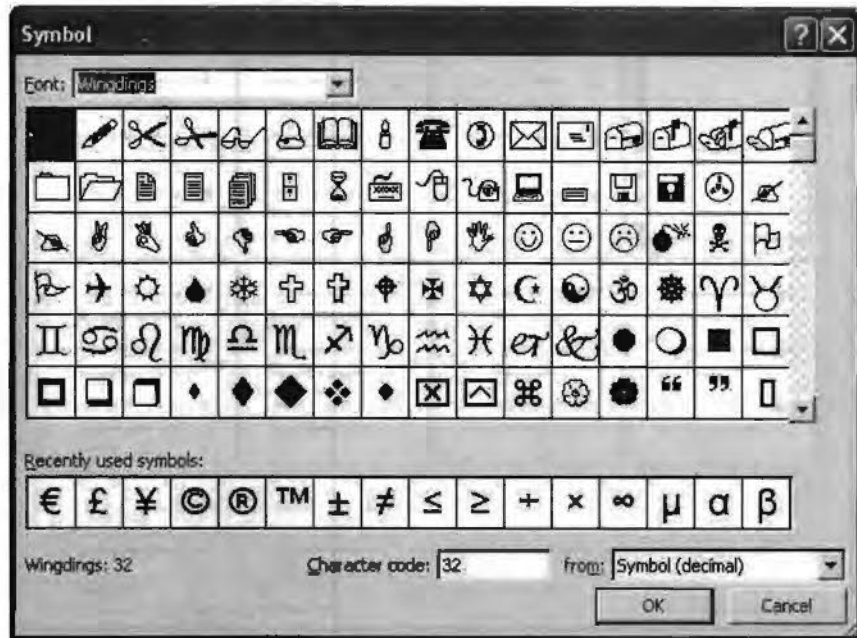 Symbol
Font: Wingdings
Recently used symbols:
€ £ ¥ © ® ™ ± ≠ ≤ ≥ ÷ × ∞ µ α β
Wingdings: 32 Character code: 32 from: Symbol (decimal)
OK Cancel